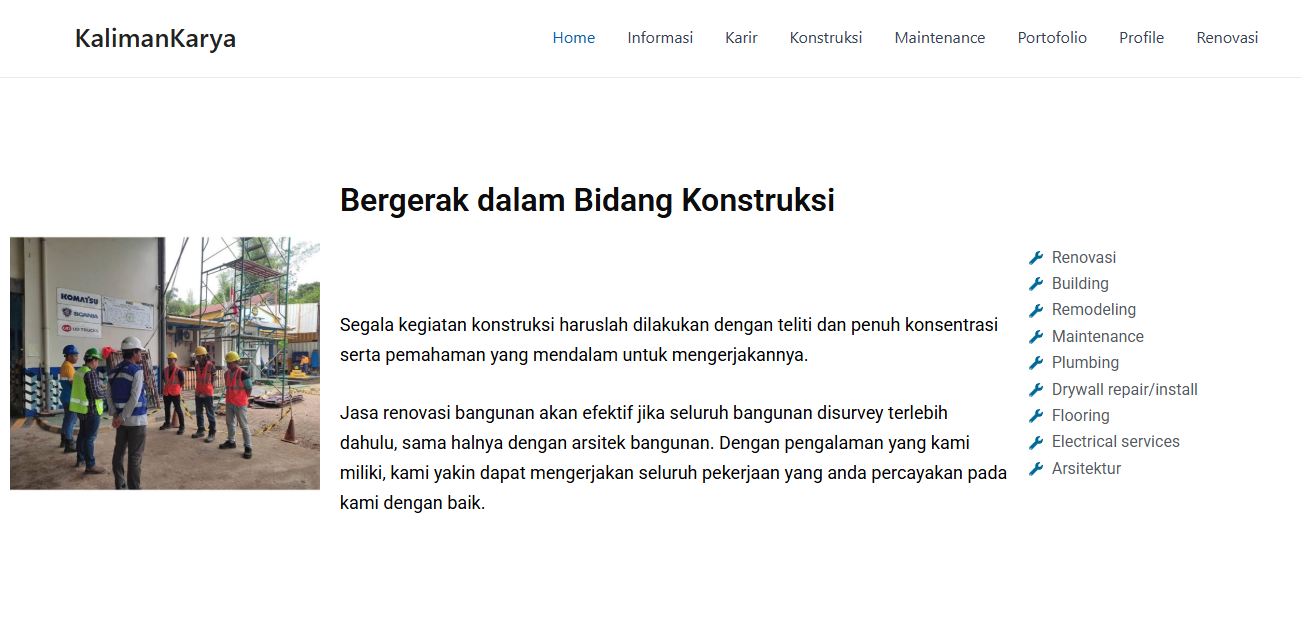 KalimanKarya
Home Informasi Karir Konstruksi Maintenance Portofolio Profile Renovasi
Bergerak dalam Bidang Konstruksi
KOMATSU
SCANIA
UD TRUCKS
Segala kegiatan konstruksi haruslah dilakukan dengan teliti dan penuh konsentrasi
serta pemahaman yang mendalam untuk mengerjakannya.
Jasa renovasi bangunan akan efektif jika seluruh bangunan disurvey terlebih
dahulu, sama halnya dengan arsitek bangunan. Dengan pengalaman yang kami
miliki, kami yakin dapat mengerjakan seluruh pekerjaan yang anda percayakan pada
kami dengan baik.
Renovasi
Building
Remodeling
Maintenance
Plumbing
Drywall repair/install
Flooring
Electrical services
Arsitektur